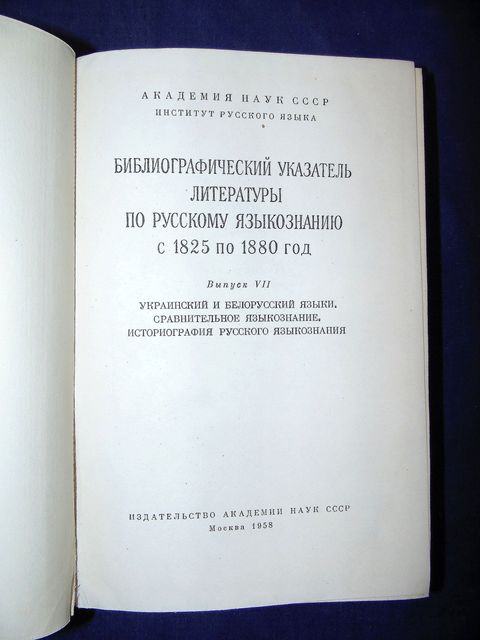 АКАДЕМИЯ НАУК СССР
ИНСТИТУТ РУССКОГО ЯЗЫКА
БИБЛИОГРАФИЧЕСКИЙ УКАЗАТЕЛЬ
ЛИТЕРАТУРЫ
ПО РУССКОМУ ЯЗЫКОЗНАНИЮ
С 1825 ПО 1880 ГОД
Выпуск VII
УКРАИНСКИЙ И БЕЛОРУССКИЙ ЯЗЫКИ.
СРАВНИТЕЛЬНОЕ ЯЗЫКОЗНАНИЕ.
ИСТОРИОГРАФИЯ РУССКОГО ЯЗЫКОЗНАНИЯ
ИЗДАТЕЛЬСТВО АКАДЕМИИ НАУК СССР
Москва 1958